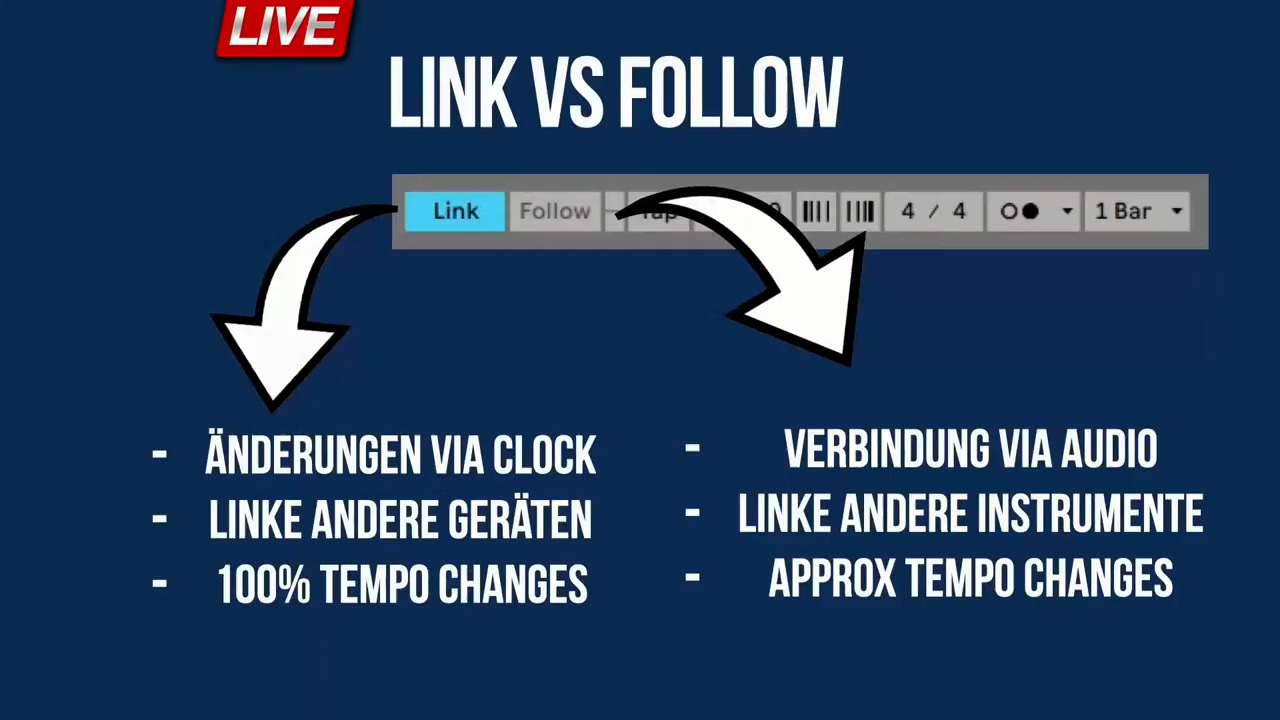 LIVE
LINK VS FOLLOW
Link Follow 4 / 4 1 Bar
- ÄNDERUNGEN VIA CLOCK
- LINKE ANDERE GERÄTEN
- 100% TEMPO CHANGES
- VERBINDUNG VIA AUDIO
- LINKE ANDERE INSTRUMENTE
- APPROX TEMPO CHANGES